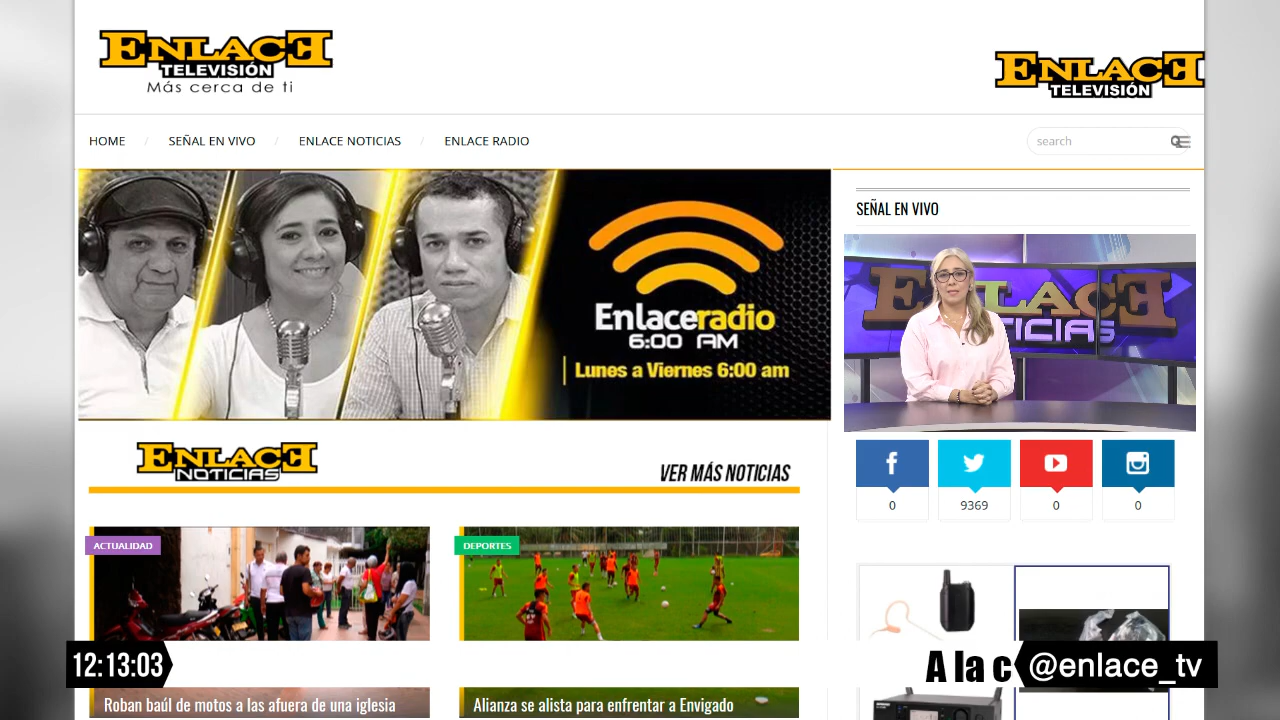 ENLACE
TELEVISIÓN
Más cerca de ti
ENLACE
TELEVISIÓN
HOME / SEÑAL EN VIVO / ENLACE NOTICIAS / ENLACE RADIO
search
SEÑAL EN VIVO
Enlaceradio
6:00 AM
Lunes a Viernes 6:00 am
ENLACE
NOTICIAS
ENLACE
NOTICIAS
VER MÁS NOTICIAS
0
9369
0
0
ACTUALIDAD
DEPORTES
12:13:03
A la c
@enlace_tv
Roban baúl de motos a las afuera de una iglesia
Alianza se alista para enfrentar a Envigado